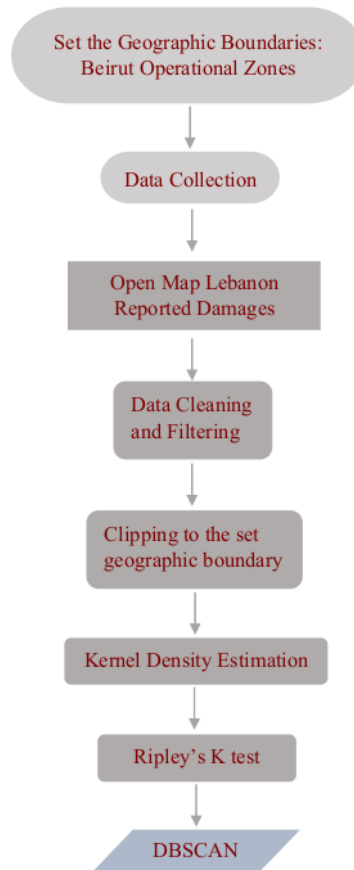 Set the Geographic Boundaries:
Beirut Operational Zones
Data Collection
Open Map Lebanon
Reported Damages
Data Cleaning
and Filtering
Clipping to the set
geographic boundary
Kernel Density Estimation
Ripley’s K test
DBSCAN